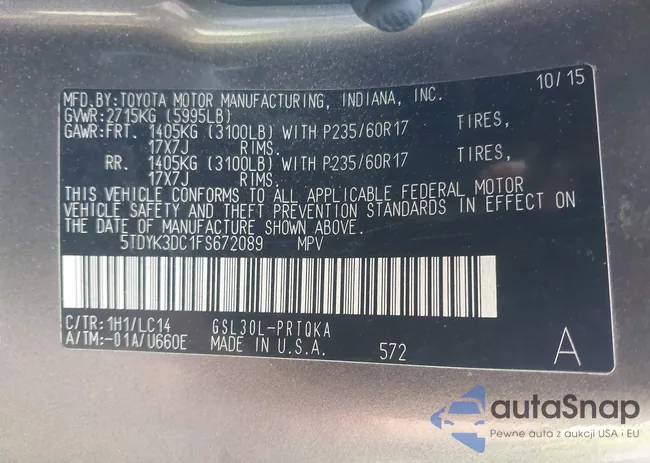 10/15
MFD.BY:TOYOTA MOTOR MANUFACTURING, INDIANA, INC.
GVWR:2715KG (5995LB)
GAWR:FRT. 1405KG (3100LB) WITH P235/60R17 TIRES,
17X7J RIMS.
RR. 1405KG (3100LB) WITH P235/60R17 TIRES,
17X7J RIMS.
THIS VEHICLE CONFORMS TO ALL APPLICABLE FEDERAL MOTOR
VEHICLE SAFETY AND THEFT PREVENTION STANDARDS IN EFFECT ON
THE DATE OF MANUFACTURE SHOWN ABOVE.
5TDYK3DC1FS672089 MPV
C/TR:1H1/LC14 GSL30L-PRTQKA
A/TM:-01A/U660E MADE IN U.S.A. 572 A
autaSnap
Pewne auta z aukcji USA i EU